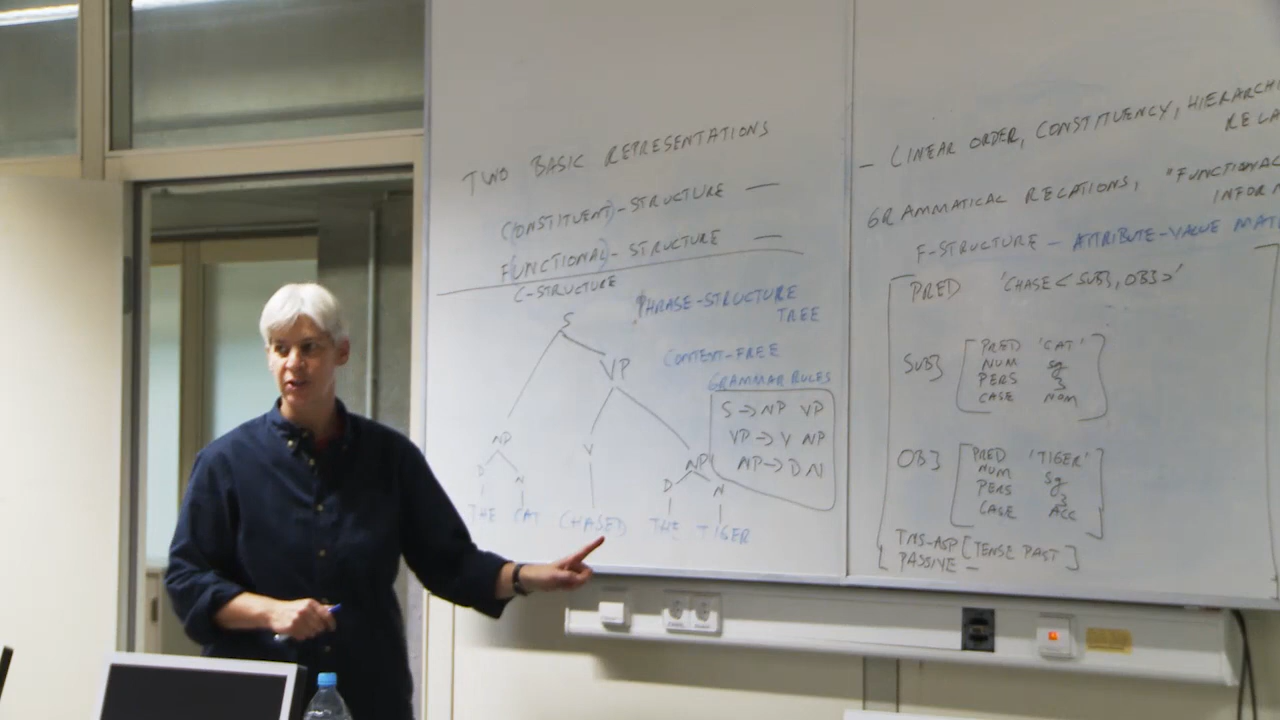 TWO BASIC REPRESENTATIONS
(CONSTITUENT)-STRUCTURE —
F(UNCTIONAL)-STRUCTURE —
C-STRUCTURE
PHRASE-STRUCTURE
TREE
S
CONTEXT-FREE
GRAMMAR RULES
VP
S → NP VP
VP → V NP
NP → D N
NP
V
NP
D N
D N
THE CAT CHASED THE TIGER
— LINEAR ORDER, CONSTITUENCY, HIERARCHI
RELA
GRAMMATICAL RELATIONS, "FUNCTIONAL
INFORM
F-STRUCTURE — ATTRIBUTE-VALUE MAT
PRED 'CHASE < SUBJ, OBJ >'
SUBJ
PRED 'CAT'
NUM sg
PERS 3
CASE NOM
OBJ
PRED 'TIGER'
NUM sg
PERS 3
CASE ACC
TNS-ASP [TENSE PAST]
PASSIVE —